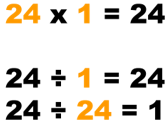 24 x 1 = 24
24 ÷ 1 = 24
24 ÷ 24 = 1